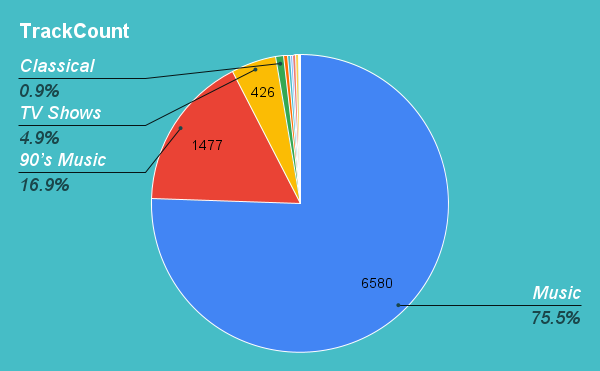 TrackCount
Classical
0.9%
TV Shows
4.9%
90's Music
16.9%
426
1477
6580
Music
75.5%